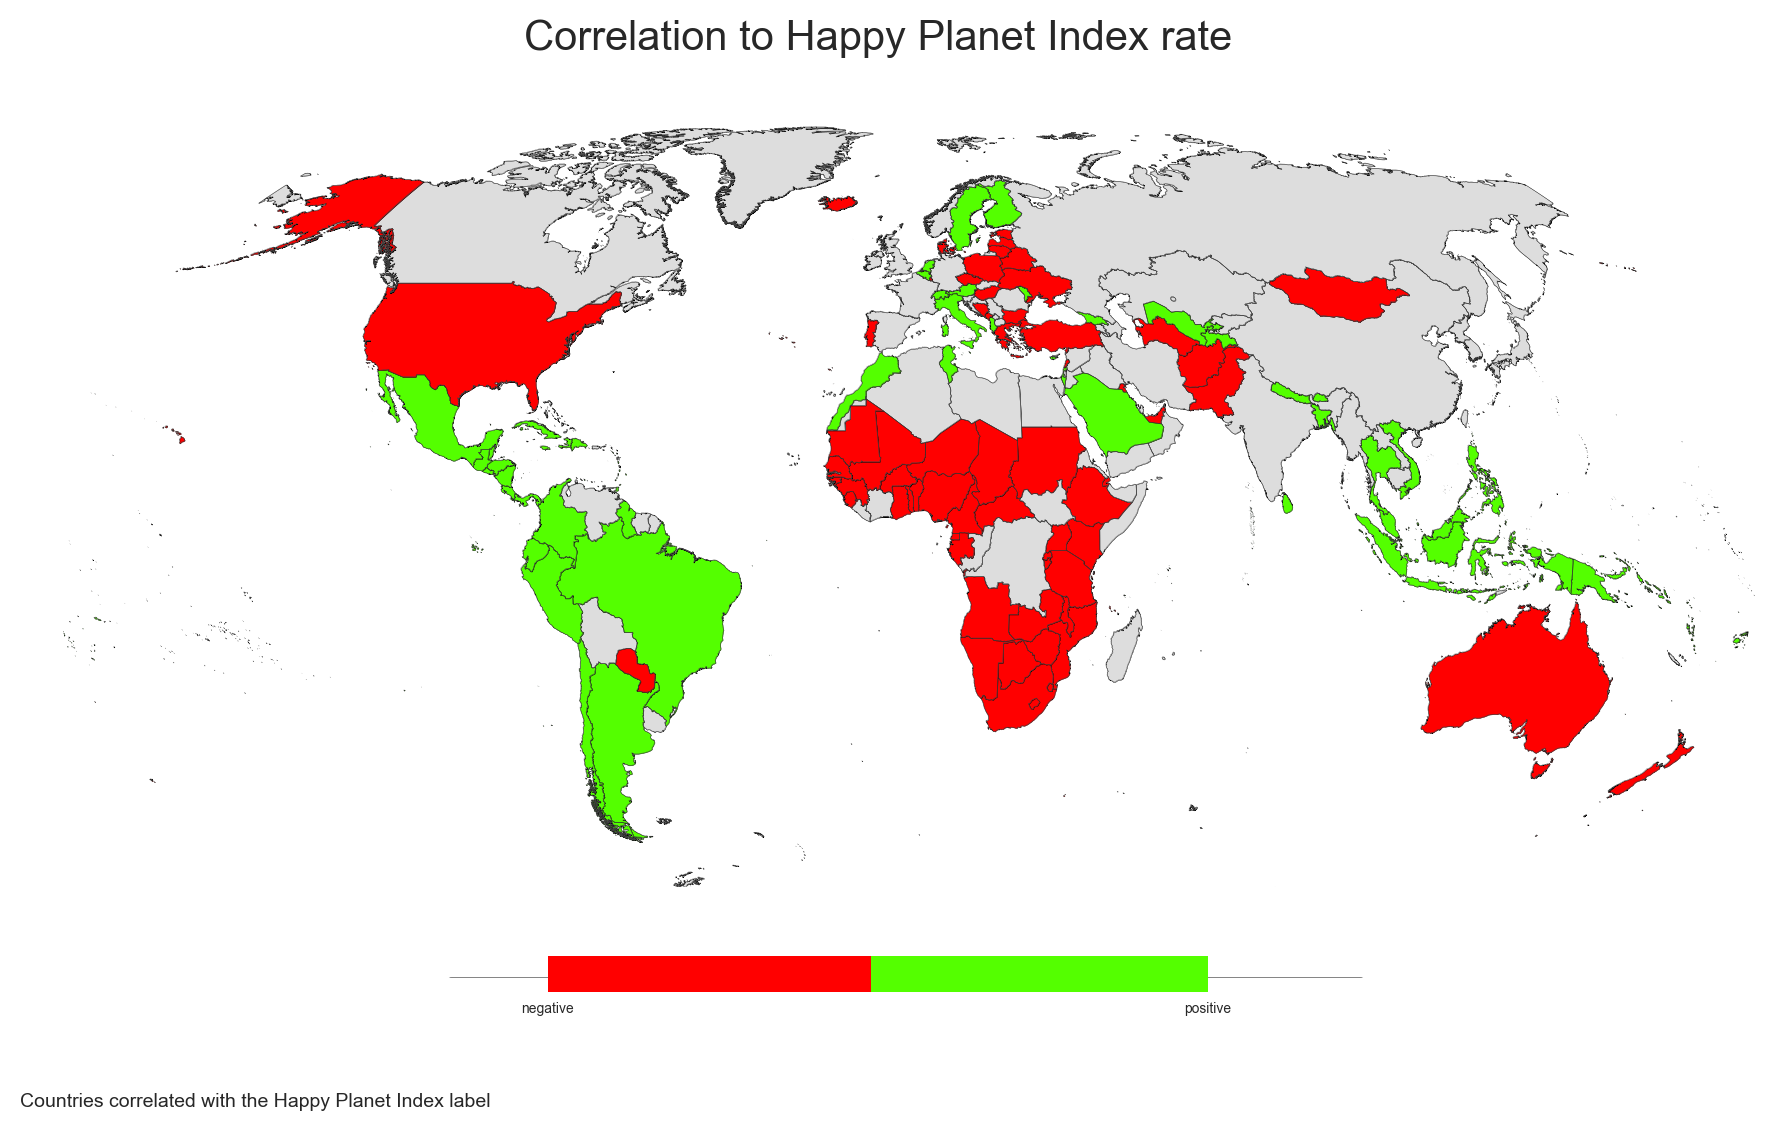 Correlation to Happy Planet Index rate
negative
positive
Countries correlated with the Happy Planet Index label